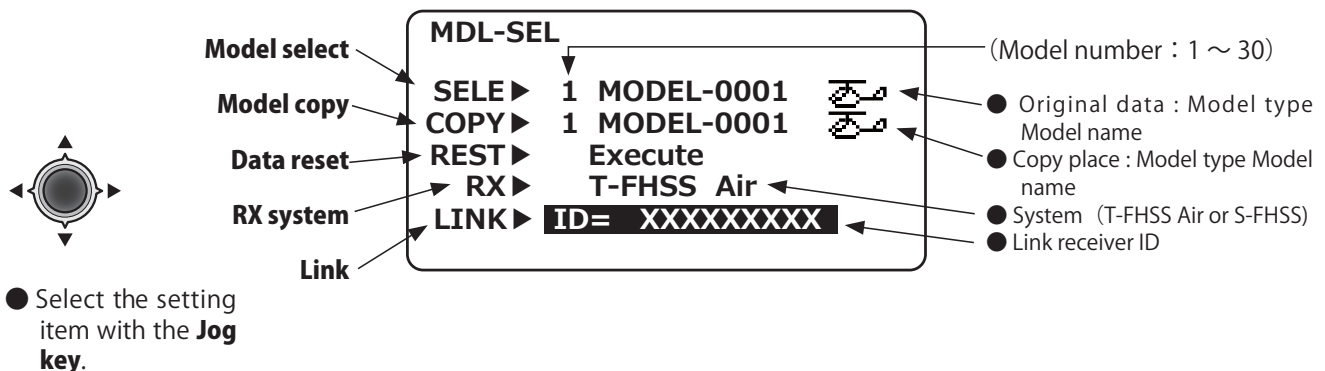 MDL-SEL
Model select
(Model number：1 ～ 30)
SELE▶ 1 MODEL-0001
Model copy
● Original data : Model type
Model name
COPY▶ 1 MODEL-0001
Data reset
REST▶ Execute
● Copy place : Model type Model
name
RX system
RX▶ T-FHSS Air
● System （T-FHSS Air or S-FHSS)
LINK▶ ID= XXXXXXXXX
● Link receiver ID
Link
● Select the setting
item with the Jog
key.